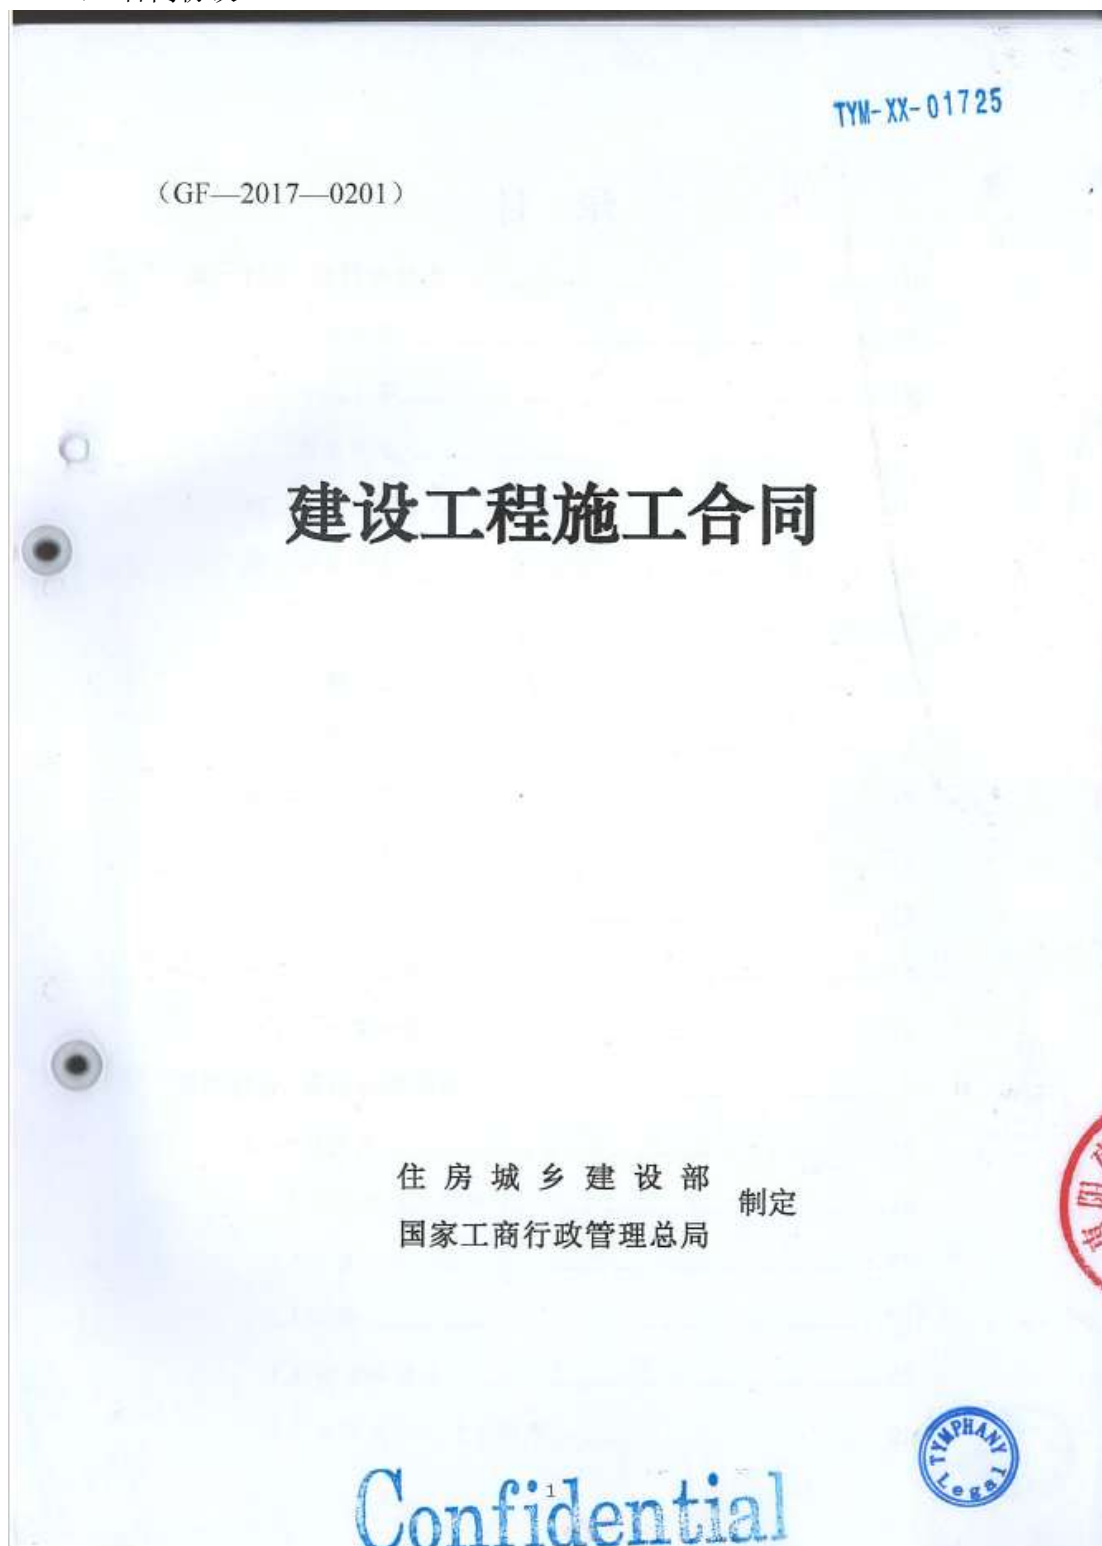 TYM-XX-01725
（GF—2017—0201）
建设工程施工合同
住房城乡建设部
国家工商行政管理总局
制定
TYMPHANY
Legal
1
Confidential